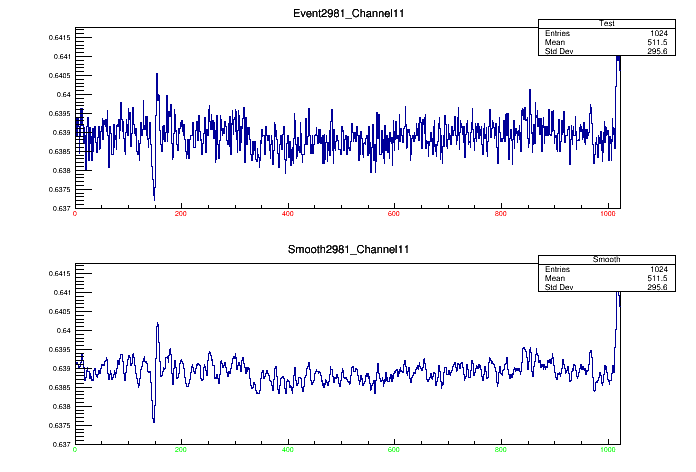 Event2981_Channel11
Test
Entries 1024
Mean 511.5
Std Dev 295.6
0.6415
0.641
0.6405
0.64
0.6395
0.639
0.6385
0.638
0.6375
0.637
0 200 400 600 800 1000
Smooth2981_Channel11
Smooth
Entries 1024
Mean 511.5
Std Dev 295.6
0.6415
0.641
0.6405
0.64
0.6395
0.639
0.6385
0.638
0.6375
0.637
0 200 400 600 800 1000